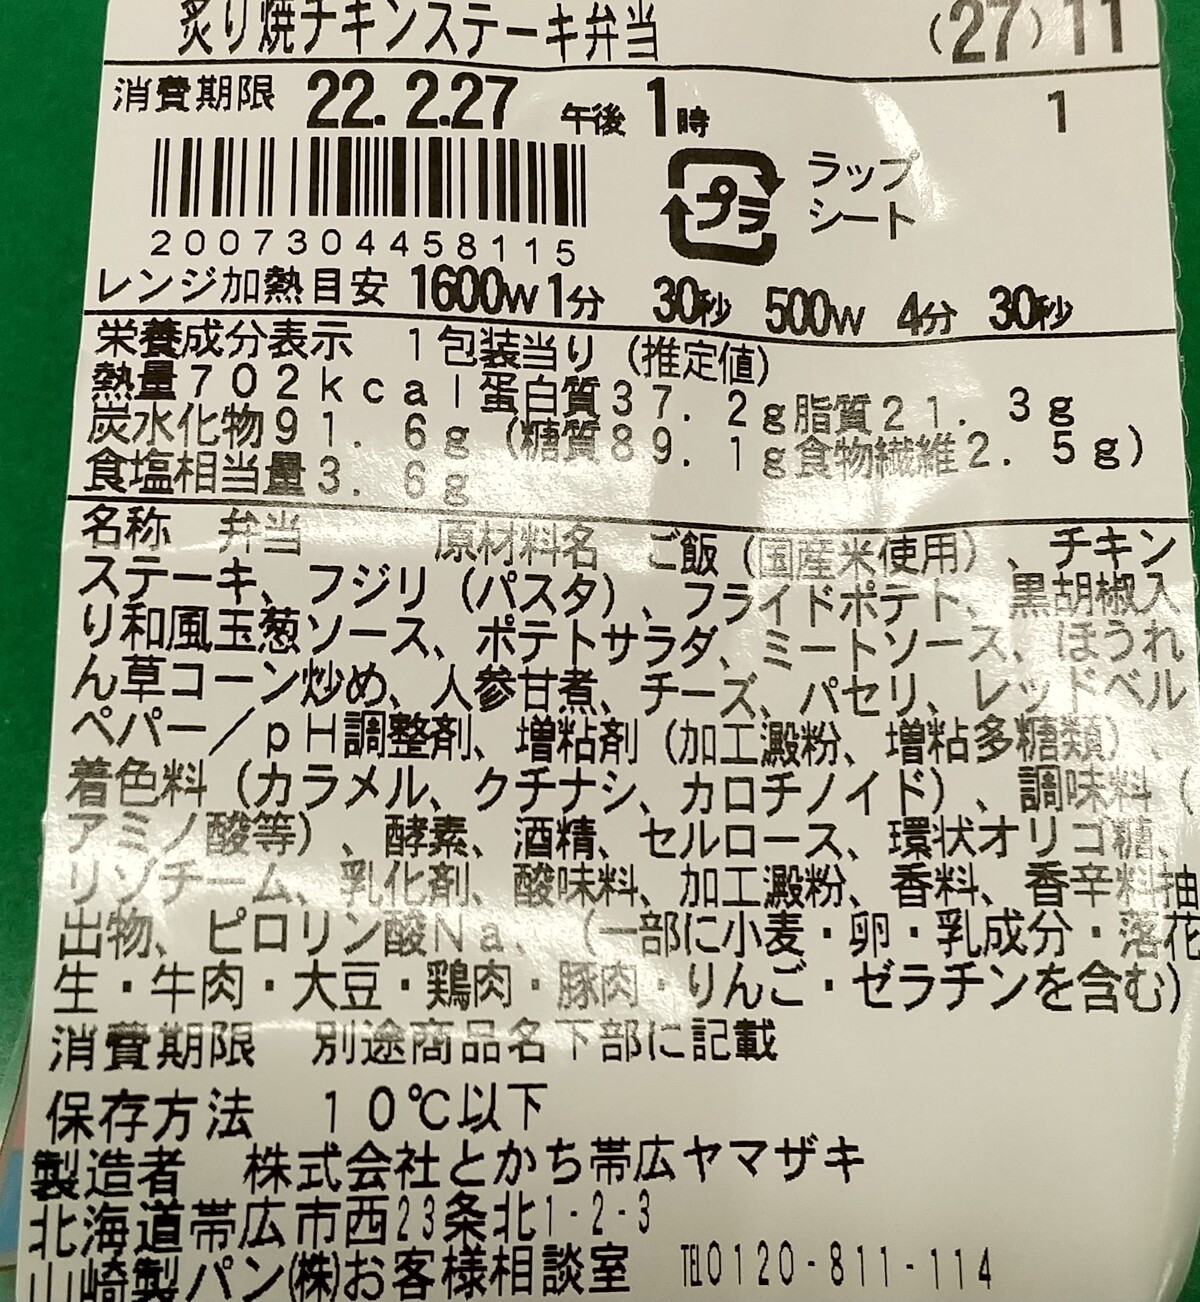 炙り焼チキンステーキ弁当 (27) 11
消費期限 22. 2.27 午後 1時 1
プラ ラップ
シート
2007304458115
レンジ加熱目安 1600w 1分 30秒 500w 4分 30秒
栄養成分表示 1包装当り(推定値)
熱量702kcal蛋白質37.2g脂質21.3g
炭水化物91.6g(糖質89.1g食物繊維2.5g)
食塩相当量3.6g
名称 弁当 原材料名 ご飯(国産米使用)、チキン
ステーキ、フジリ(パスタ)、フライドポテト、黒胡椒入
り和風玉葱ソース、ポテトサラダ、ミートソース、ほうれ
ん草コーン炒め、人参甘煮、チーズ、パセリ、レッドベル
ペパー/pH調整剤、増粘剤(加工澱粉、増粘多糖類)、
着色料(カラメル、クチナシ、カロチノイド)、調味料(
アミノ酸等)、酵素、酒精、セルロース、環状オリゴ糖、
リゾチーム、乳化剤、酸味料、加工澱粉、香料、香辛料抽
出物、ピロリン酸Na、(一部に小麦・卵・乳成分・落花
生・牛肉・大豆・鶏肉・豚肉・りんご・ゼラチンを含む)
消費期限 別途商品名下部に記載
保存方法 10℃以下
製造者 株式会社とかち帯広ヤマザキ
北海道帯広市西23条北1-2-3
山崎製パン(株)お客様相談室 ℡0120-811-114